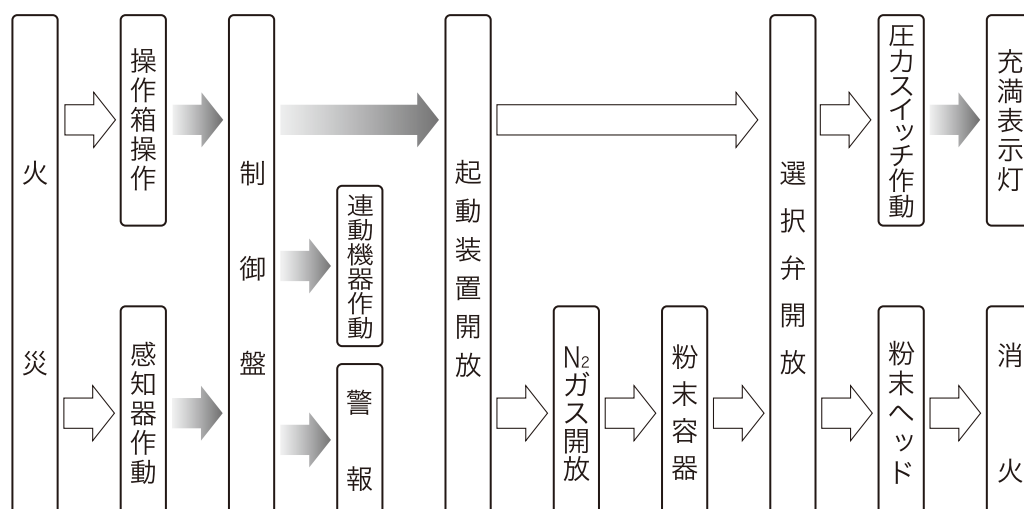 火災
操作箱操作
感知器作動
制御盤
連動機器作動
警報
起動装置開放
N₂ガス開放
粉末容器
選択弁開放
圧力スイッチ作動
粉末ヘッド
充満表示灯
消火